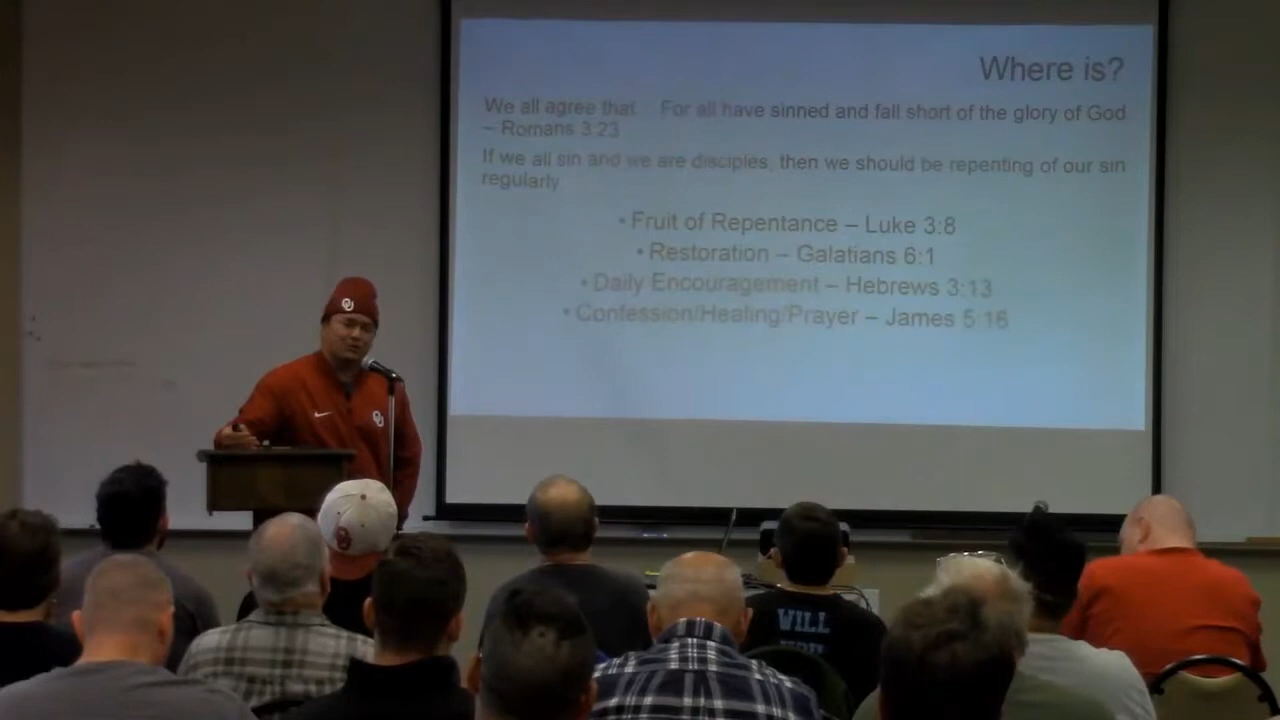 Where is?
We all agree that For all have sinned and fall short of the glory of God
– Romans 3:23
If we all sin and we are disciples, then we should be repenting of our sin
regularly
• Fruit of Repentance – Luke 3:8
• Restoration – Galatians 6:1
• Daily Encouragement – Hebrews 3:13
• Confession/Healing/Prayer – James 5:16
OU
OU
WILL